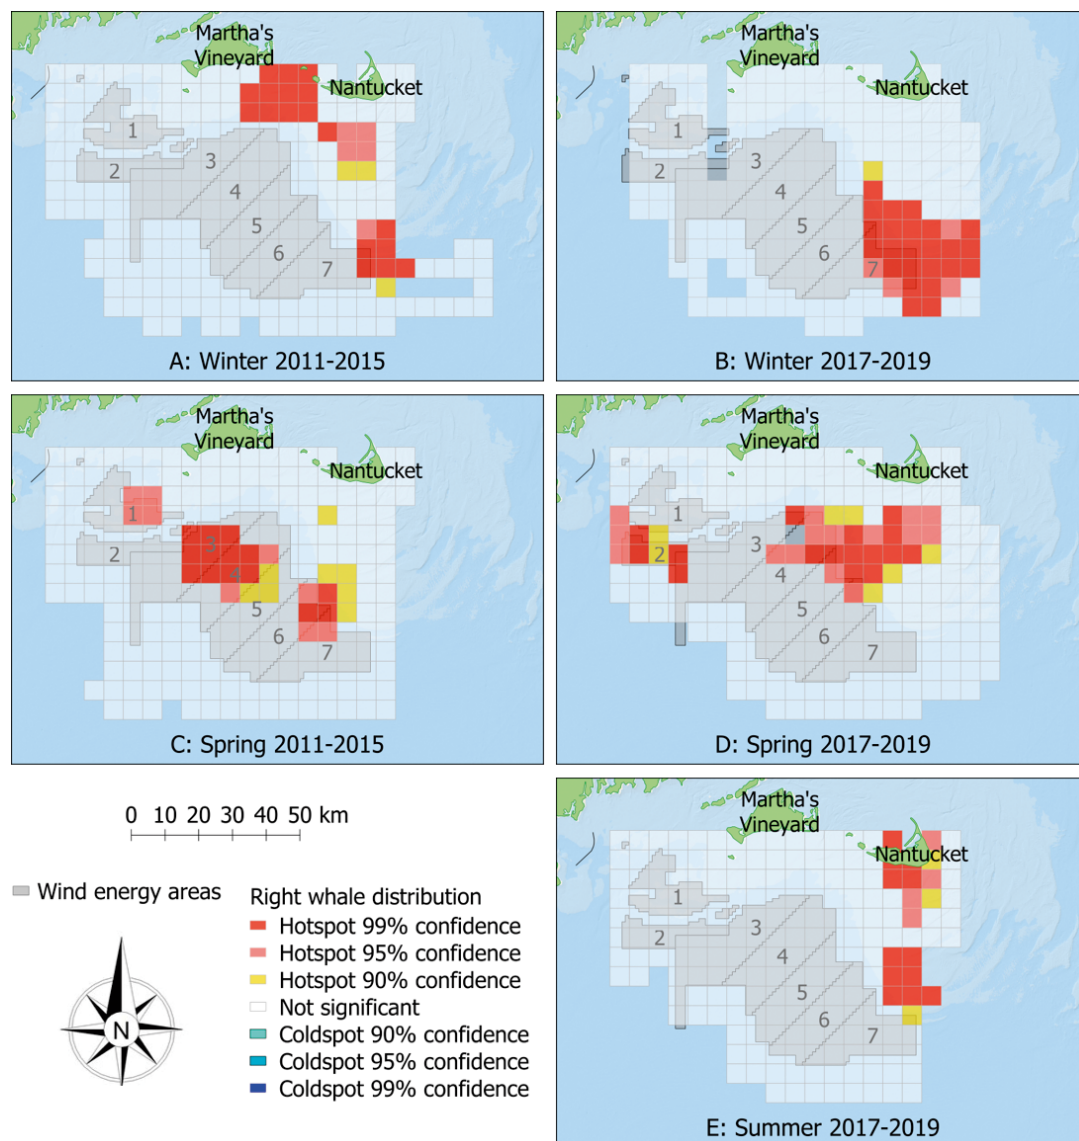 Martha's
Vineyard
Nantucket
1
2
3
4
5
6
7
A: Winter 2011-2015
Martha's
Vineyard
Nantucket
1
2
3
4
5
6
7
B: Winter 2017-2019
Martha's
Vineyard
Nantucket
1
2
3
4
5
6
7
C: Spring 2011-2015
Martha's
Vineyard
Nantucket
1
2
3
4
5
6
7
D: Spring 2017-2019
0 10 20 30 40 50 km
Wind energy areas
Right whale distribution
Hotspot 99% confidence
Hotspot 95% confidence
Hotspot 90% confidence
Not significant
Coldspot 90% confidence
Coldspot 95% confidence
Coldspot 99% confidence
N
Martha's
Vineyard
Nantucket
1
2
3
4
5
6
7
E: Summer 2017-2019